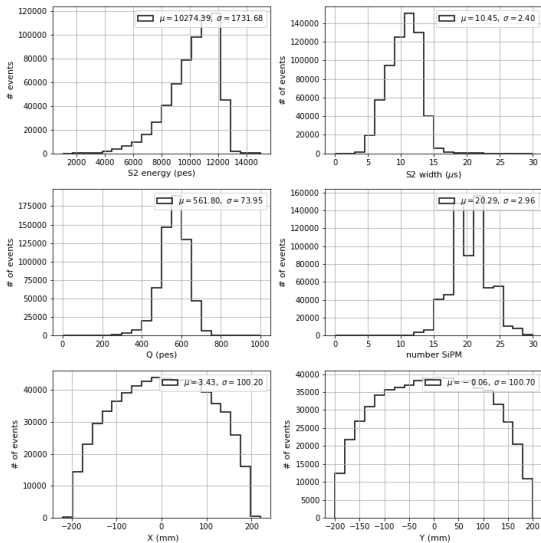 μ = 10274.39, σ = 1731.68
120000
100000
80000
60000
40000
20000
0
# of events
2000 4000 6000 8000 10000 12000 14000
S2 energy (pes)
μ = 10.45, σ = 2.40
140000
120000
100000
80000
60000
40000
20000
0
# of events
0 5 10 15 20 25 30
S2 width (μs)
μ = 561.80, σ = 73.95
175000
150000
125000
100000
75000
50000
25000
0
# of events
0 200 400 600 800 1000
Q (pes)
μ = 20.29, σ = 2.96
160000
140000
120000
100000
80000
60000
40000
20000
0
# of events
0 5 10 15 20 25 30
number SiPM
μ = 3.43, σ = 100.20
40000
30000
20000
10000
0
# of events
−200 −100 0 100 200
X (mm)
μ = − 0.06, σ = 100.70
40000
35000
30000
25000
20000
15000
10000
5000
0
# of events
−200 −150 −100 −50 0 50 100 150 200
Y (mm)